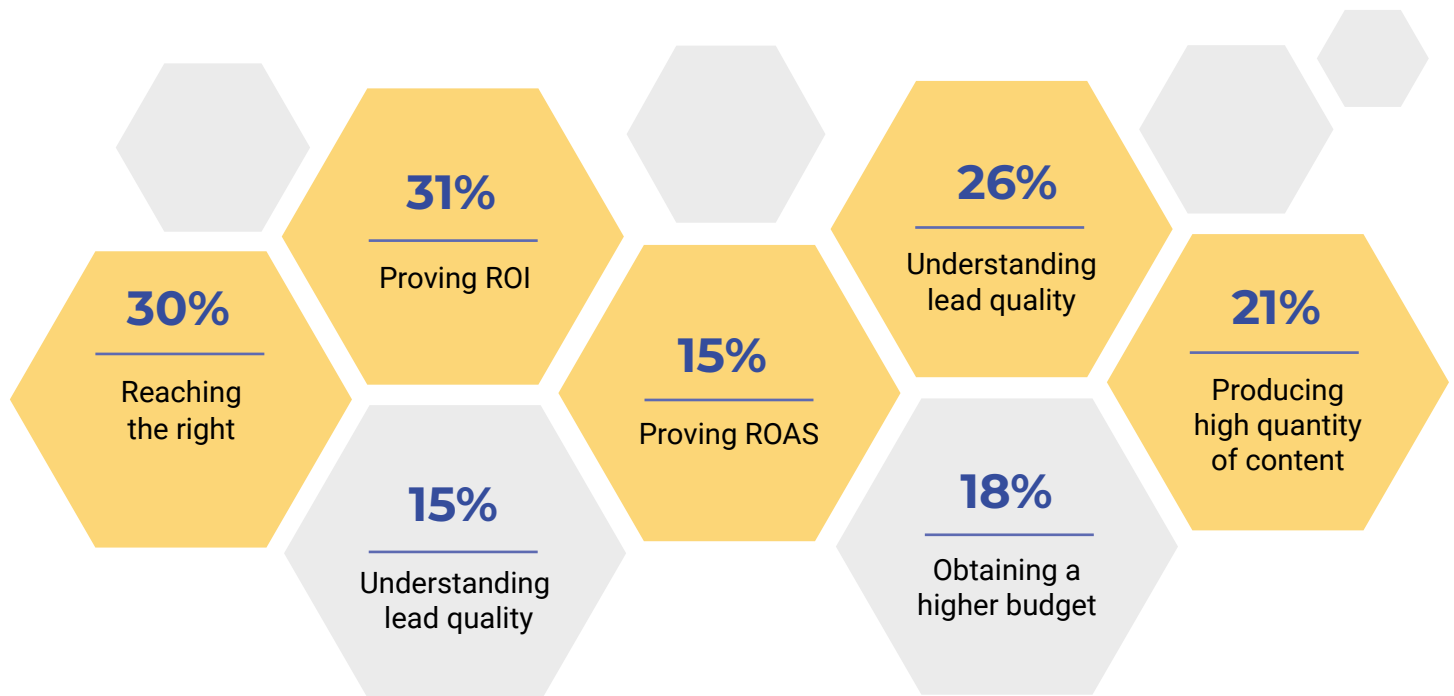 30%
Reaching
the right
31%
Proving ROI
15%
Understanding
lead quality
15%
Proving ROAS
26%
Understanding
lead quality
18%
Obtaining a
higher budget
21%
Producing
high quantity
of content